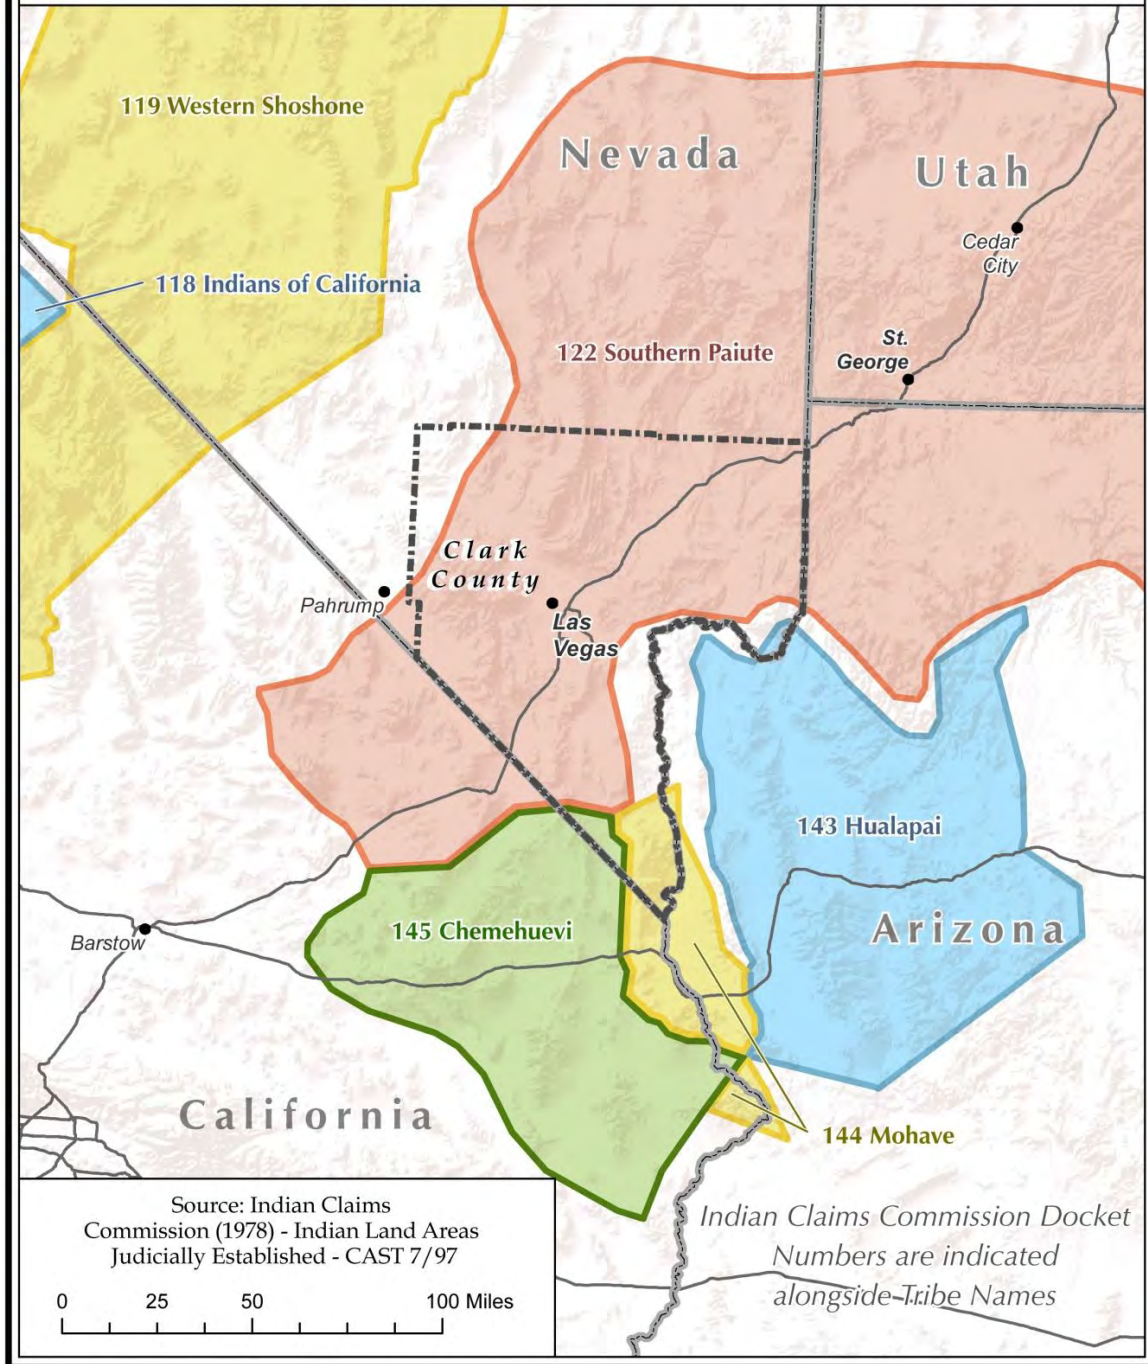 119 Western Shoshone
Nevada
Utah
Cedar
City
118 Indians of California
St.
George
122 Southern Paiute
Clark
County
Pahrump
Las
Vegas
143 Hualapai
145 Chemehuevi
Arizona
Barstow
California
144 Mohave
Source: Indian Claims
Commission (1978) - Indian Land Areas
Judicially Established - CAST 7/97
0 25 50 100 Miles
Indian Claims Commission Docket
Numbers are indicated
alongside Tribe Names